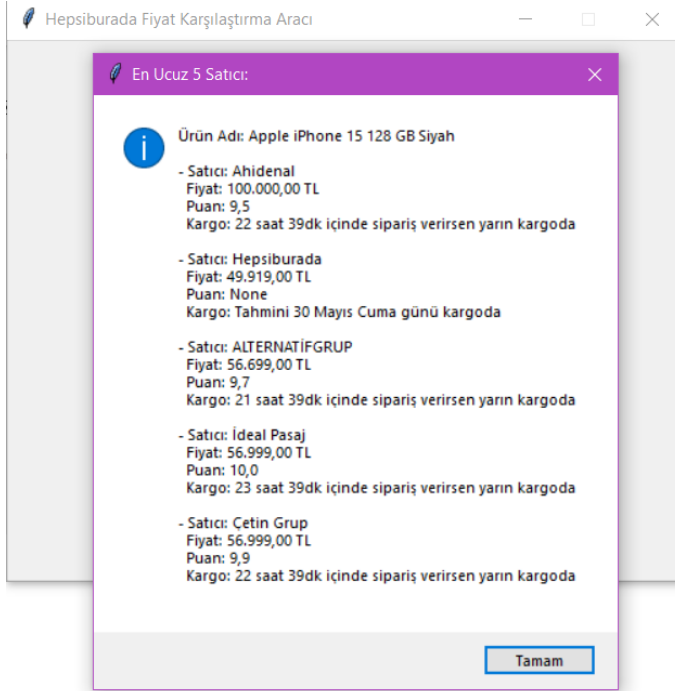 Hepsiburada Fiyat Karşılaştırma Aracı
En Ucuz 5 Satıcı:
Ürün Adı: Apple iPhone 15 128 GB Siyah
- Satıcı: Ahidenal
Fiyat: 100.000,00 TL
Puan: 9,5
Kargo: 22 saat 39dk içinde sipariş verirsen yarın kargoda
- Satıcı: Hepsiburada
Fiyat: 49.919,00 TL
Puan: None
Kargo: Tahmini 30 Mayıs Cuma günü kargoda
- Satıcı: ALTERNATİFGRUP
Fiyat: 56.699,00 TL
Puan: 9,7
Kargo: 21 saat 39dk içinde sipariş verirsen yarın kargoda
- Satıcı: İdeal Pasaj
Fiyat: 56.999,00 TL
Puan: 10,0
Kargo: 23 saat 39dk içinde sipariş verirsen yarın kargoda
- Satıcı: Çetin Grup
Fiyat: 56.999,00 TL
Puan: 9,9
Kargo: 22 saat 39dk içinde sipariş verirsen yarın kargoda
Tamam